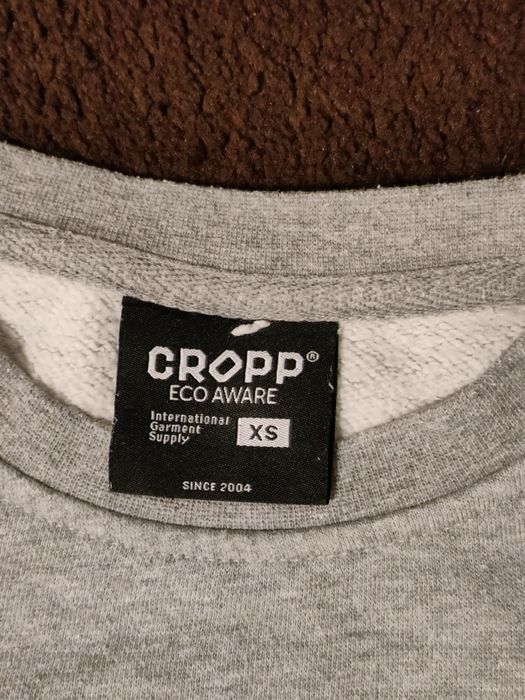 CROPP®
ECO AWARE
International
Garment
Supply
XS
SINCE 2004